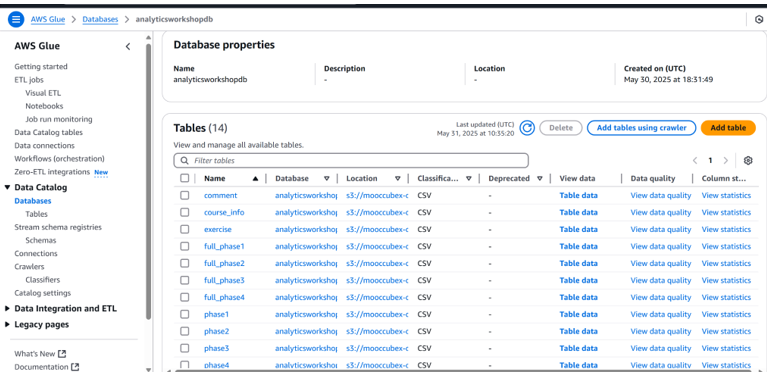 AWS Glue > Databases > analyticsworkshopdb
AWS Glue
Getting started
ETL jobs
Visual ETL
Notebooks
Job run monitoring
Data Catalog tables
Data connections
Workflows (orchestration)
Zero-ETL integrations New
Data Catalog
Databases
Tables
Stream schema registries
Schemas
Connections
Crawlers
Classifiers
Catalog settings
Data Integration and ETL
Legacy pages
What's New
Documentation
Database properties
Name Description Location Created on (UTC)
analyticsworkshopdb - - May 30, 2025 at 18:31:49
Tables (14)
Last updated (UTC)
May 31, 2025 at 10:35:20
Delete Add tables using crawler Add table
View and manage all available tables.
Filter tables
1
Name Database Location Classifica... Deprecated View data Data quality Column st...
comment analyticsworkshop s3://mooccubex-c CSV - Table data View data quality View statistics
course_info analyticsworkshop s3://mooccubex-c CSV - Table data View data quality View statistics
exercise analyticsworkshop s3://mooccubex-c CSV - Table data View data quality View statistics
full_phase1 analyticsworkshop s3://mooccubex-c CSV - Table data View data quality View statistics
full_phase2 analyticsworkshop s3://mooccubex-c CSV - Table data View data quality View statistics
full_phase3 analyticsworkshop s3://mooccubex-c CSV - Table data View data quality View statistics
full_phase4 analyticsworkshop s3://mooccubex-c CSV - Table data View data quality View statistics
phase1 analyticsworkshop s3://mooccubex-c CSV - Table data View data quality View statistics
phase2 analyticsworkshop s3://mooccubex-c CSV - Table data View data quality View statistics
phase3 analyticsworkshop s3://mooccubex-c CSV - Table data View data quality View statistics
phase4 analyticsworkshop s3://mooccubex-c CSV - Table data View data quality View statistics